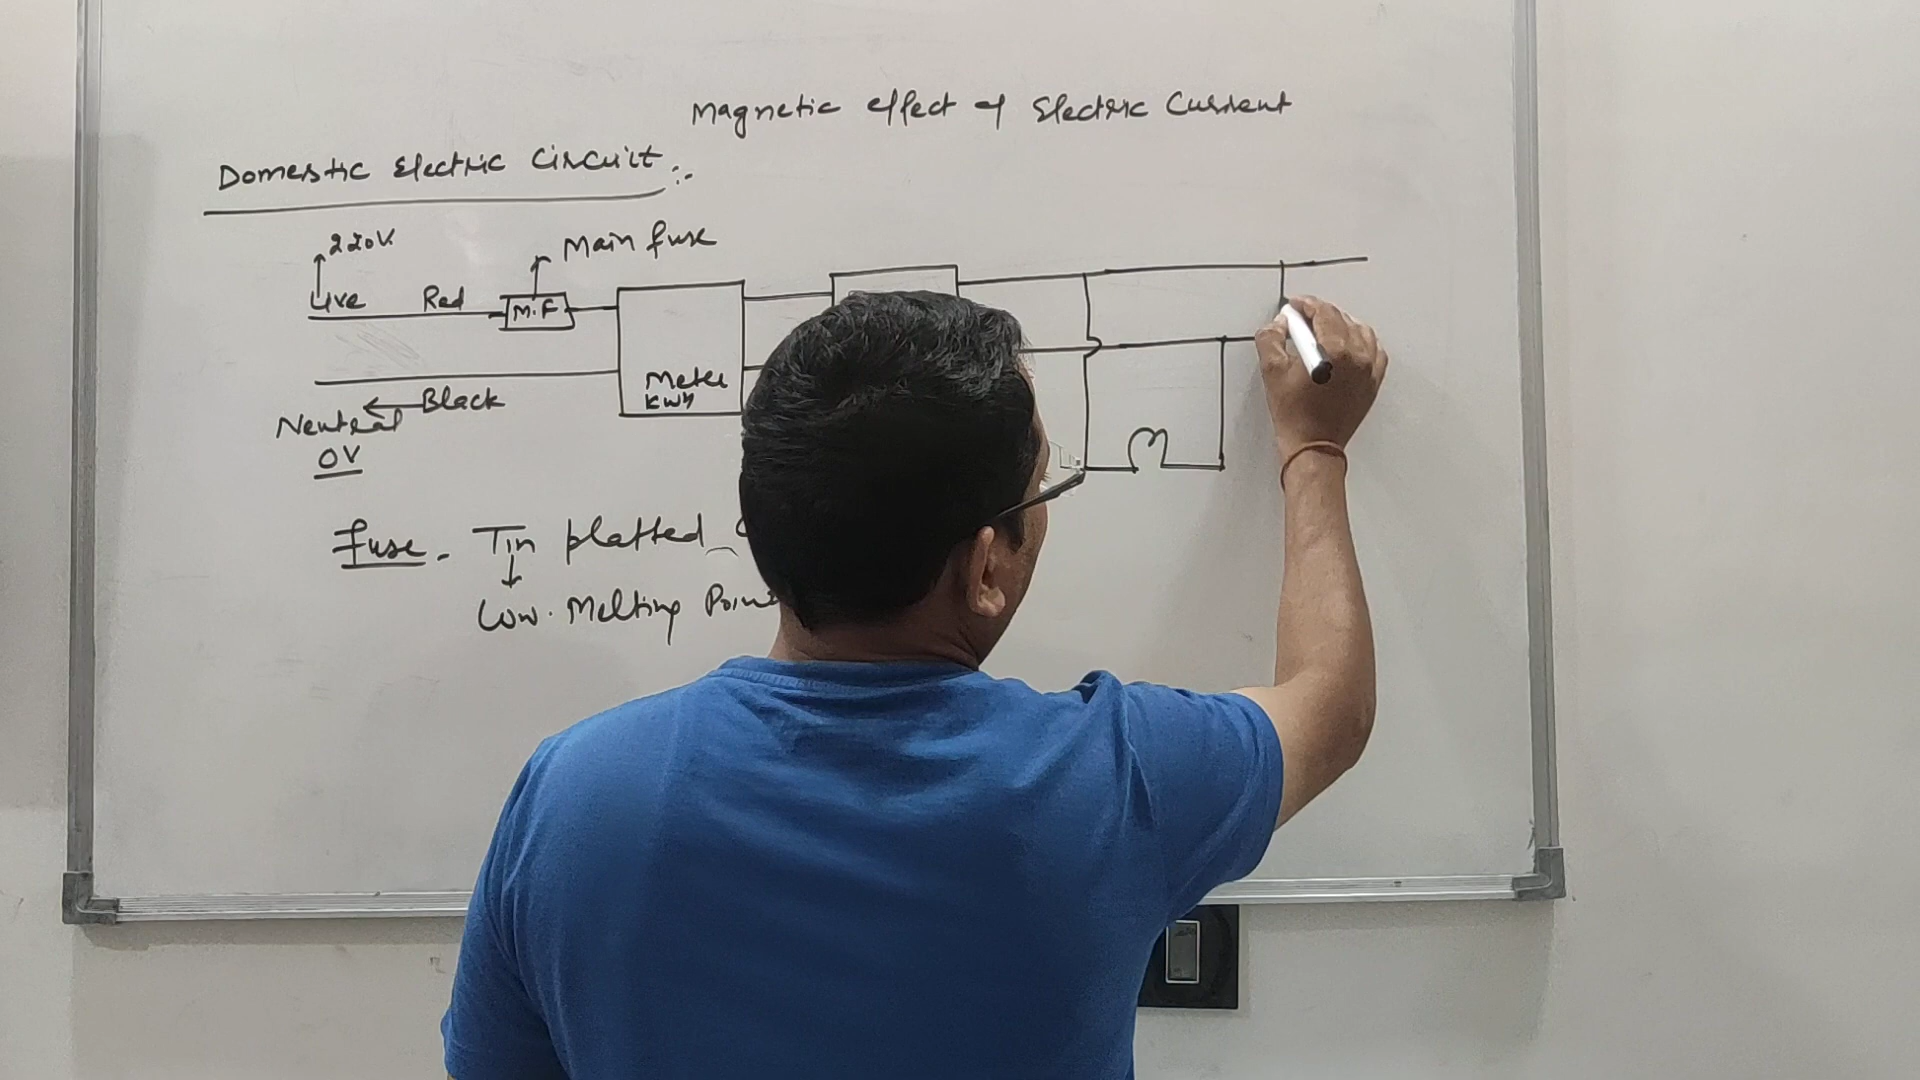 Magnetic effect of Electric Current
Domestic Electric Circuit :-
220V.
Main fuse
Live Red
M.F
Meter
KWH
Black
Neutral
0V
Fuse - Tin platted
Low. Melting Point